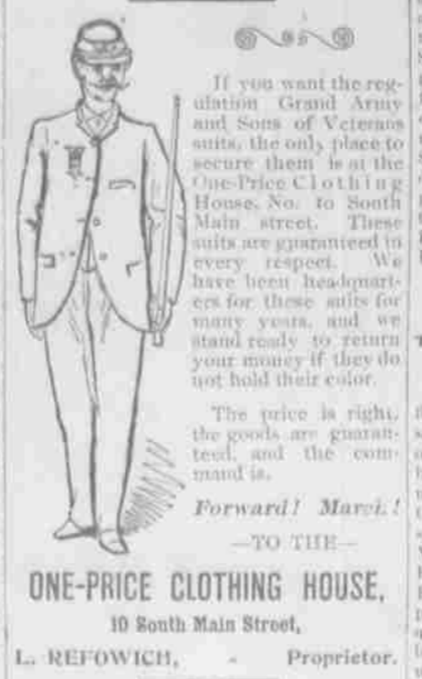 If you want the reg-
ulation Grand Army
and Sons of Veterans
suits, the only place to
secure them is at the
One-Price Clothing
House, No. 10 South
Main street. These
suits are guaranteed in
every respect. We
have been headquart-
ers for these suits for
many years, and we
stand ready to return
your money if they do
not hold their color.
The price is right,
the goods are guaran-
teed, and the com-
mand is,
Forward! March!
—TO THE—
ONE-PRICE CLOTHING HOUSE,
10 South Main Street,
L. REFOWICH, - Proprietor.